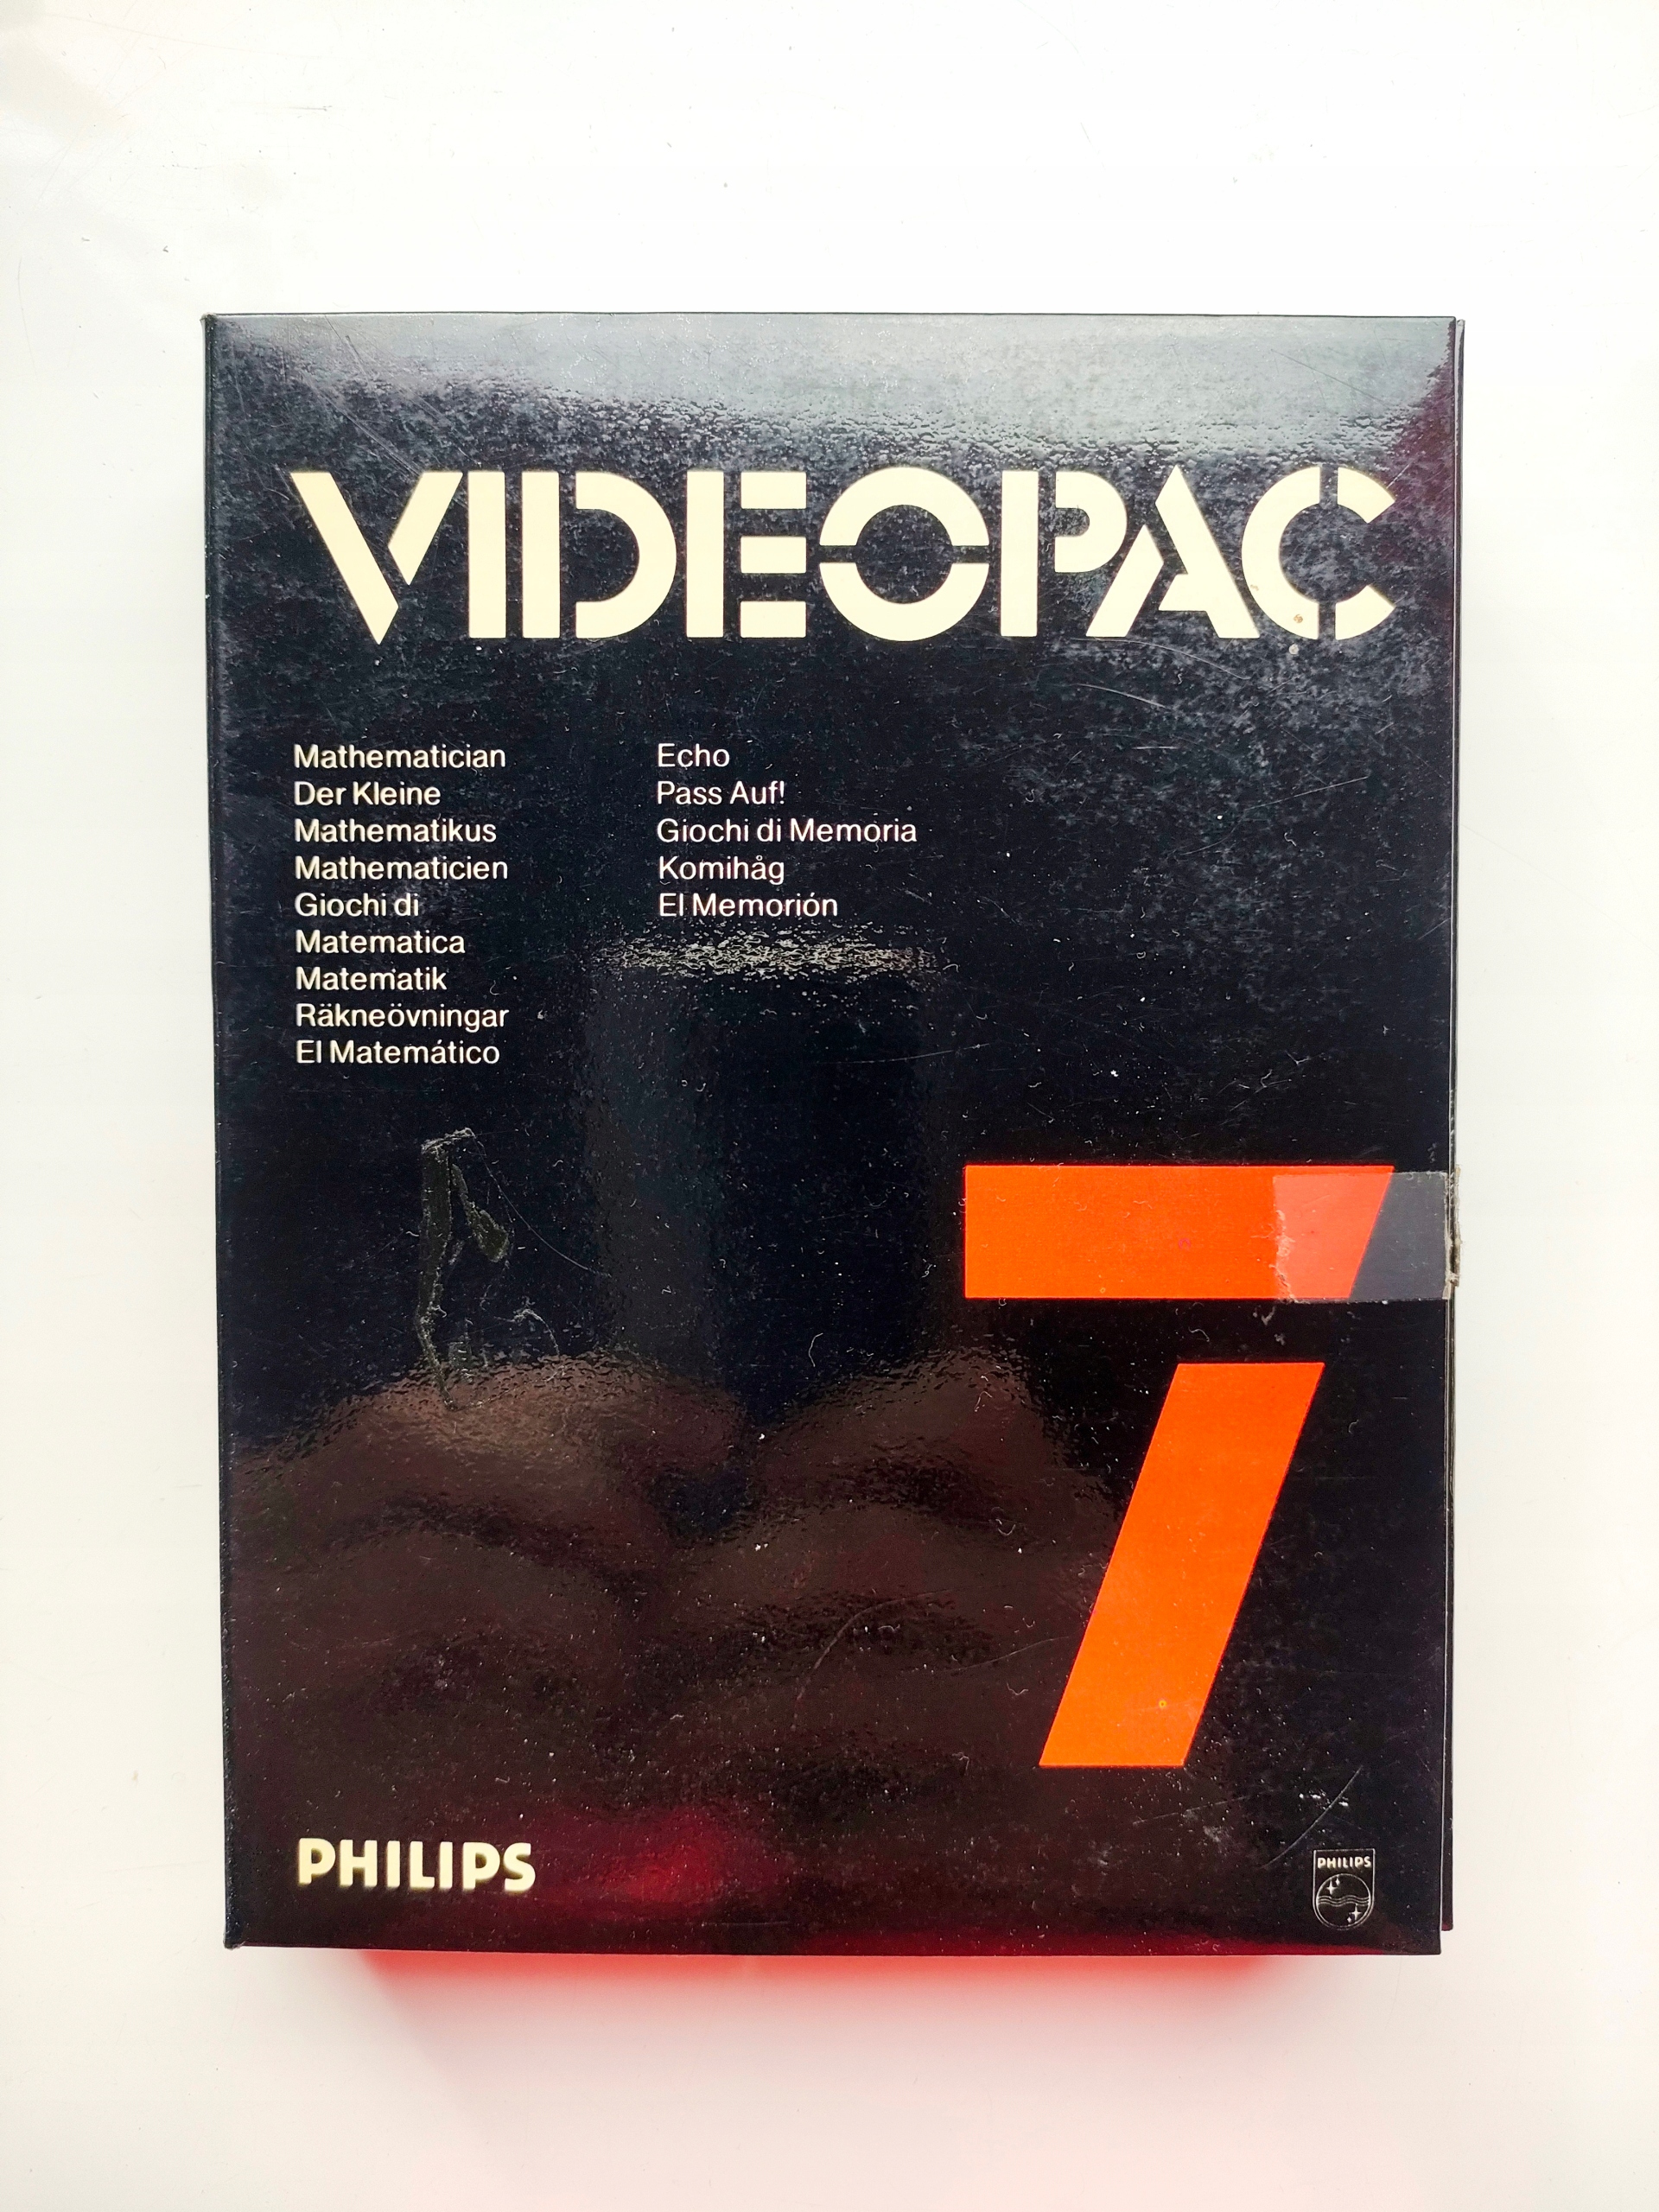 VIDEOPAC
Mathematician
Der Kleine
Mathematikus
Mathematicien
Giochi di
Matematica
Matematik
Räkneövningar
El Matemático
Echo
Pass Auf!
Giochi di Memoria
Komihåg
El Memorión
7
PHILIPS
PHILIPS